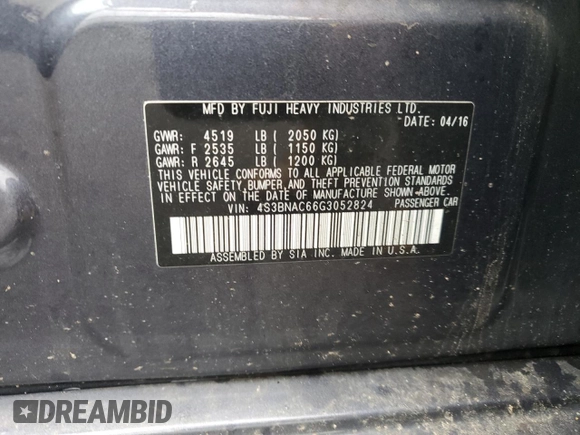 MFD BY FUJI HEAVY INDUSTRIES LTD.
DATE: 04/16
GVWR: 4519 LB ( 2050 KG)
GAWR: F 2535 LB ( 1150 KG)
GAWR: R 2645 LB ( 1200 KG)
THIS VEHICLE CONFORMS TO ALL APPLICABLE FEDERAL MOTOR
VEHICLE SAFETY,BUMPER,AND THEFT PREVENTION STANDARDS
IN EFFECT ON THE DATE OF MANUFACTURE SHOWN-ABOVE.
VIN: 4S3BNAC66G3052824 PASSENGER CAR
ASSEMBLED BY SIA INC. MADE IN U.S.A.
DREAMBID